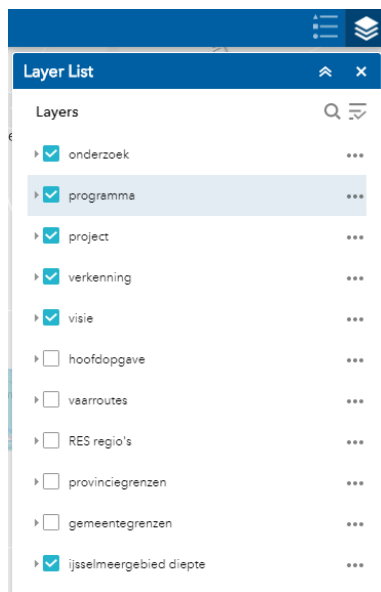 Layer List
Layers
onderzoek
programma
project
verkenning
visie
hoofdopgave
vaarroutes
RES regio's
provinciegrenzen
gemeentegrenzen
ijsselmeergebied diepte